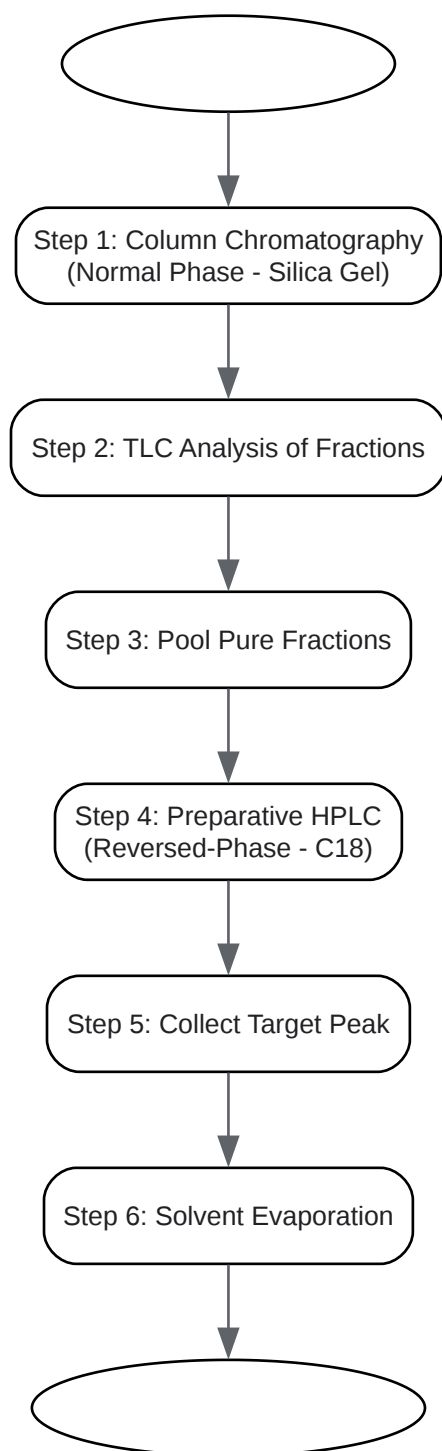 Step 1: Column Chromatography
(Normal Phase - Silica Gel)
Step 2: TLC Analysis of Fractions
Step 3: Pool Pure Fractions
Step 4: Preparative HPLC
(Reversed-Phase - C18)
Step 5: Collect Target Peak
Step 6: Solvent Evaporation